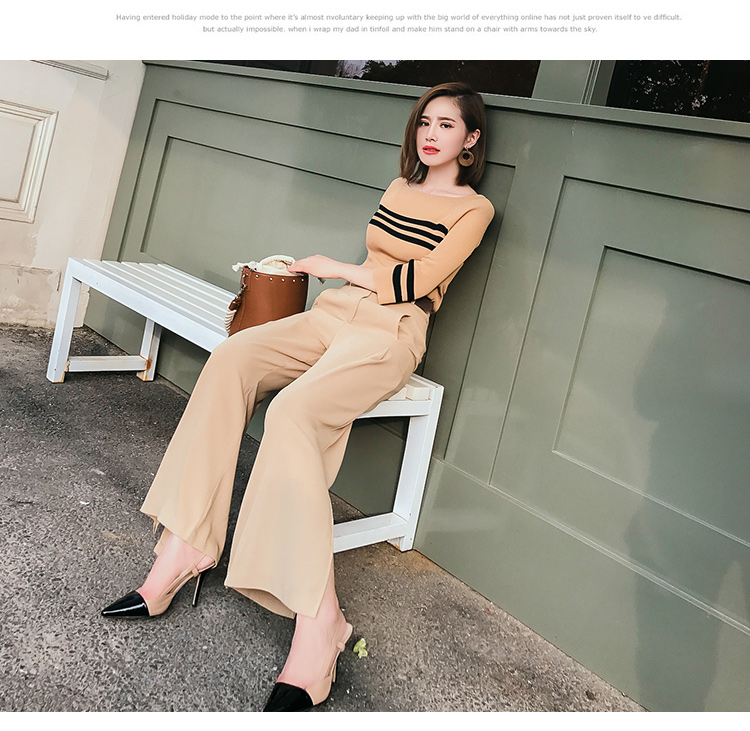 Having entered holiday mode to the point where it's almost nvoluntary keeping up with the big world of everything online has not just proven itself to ve difficult,
but actually impossible. when i wrap my dad in tinfoil and make him stand on a chair with arms towards the sky.